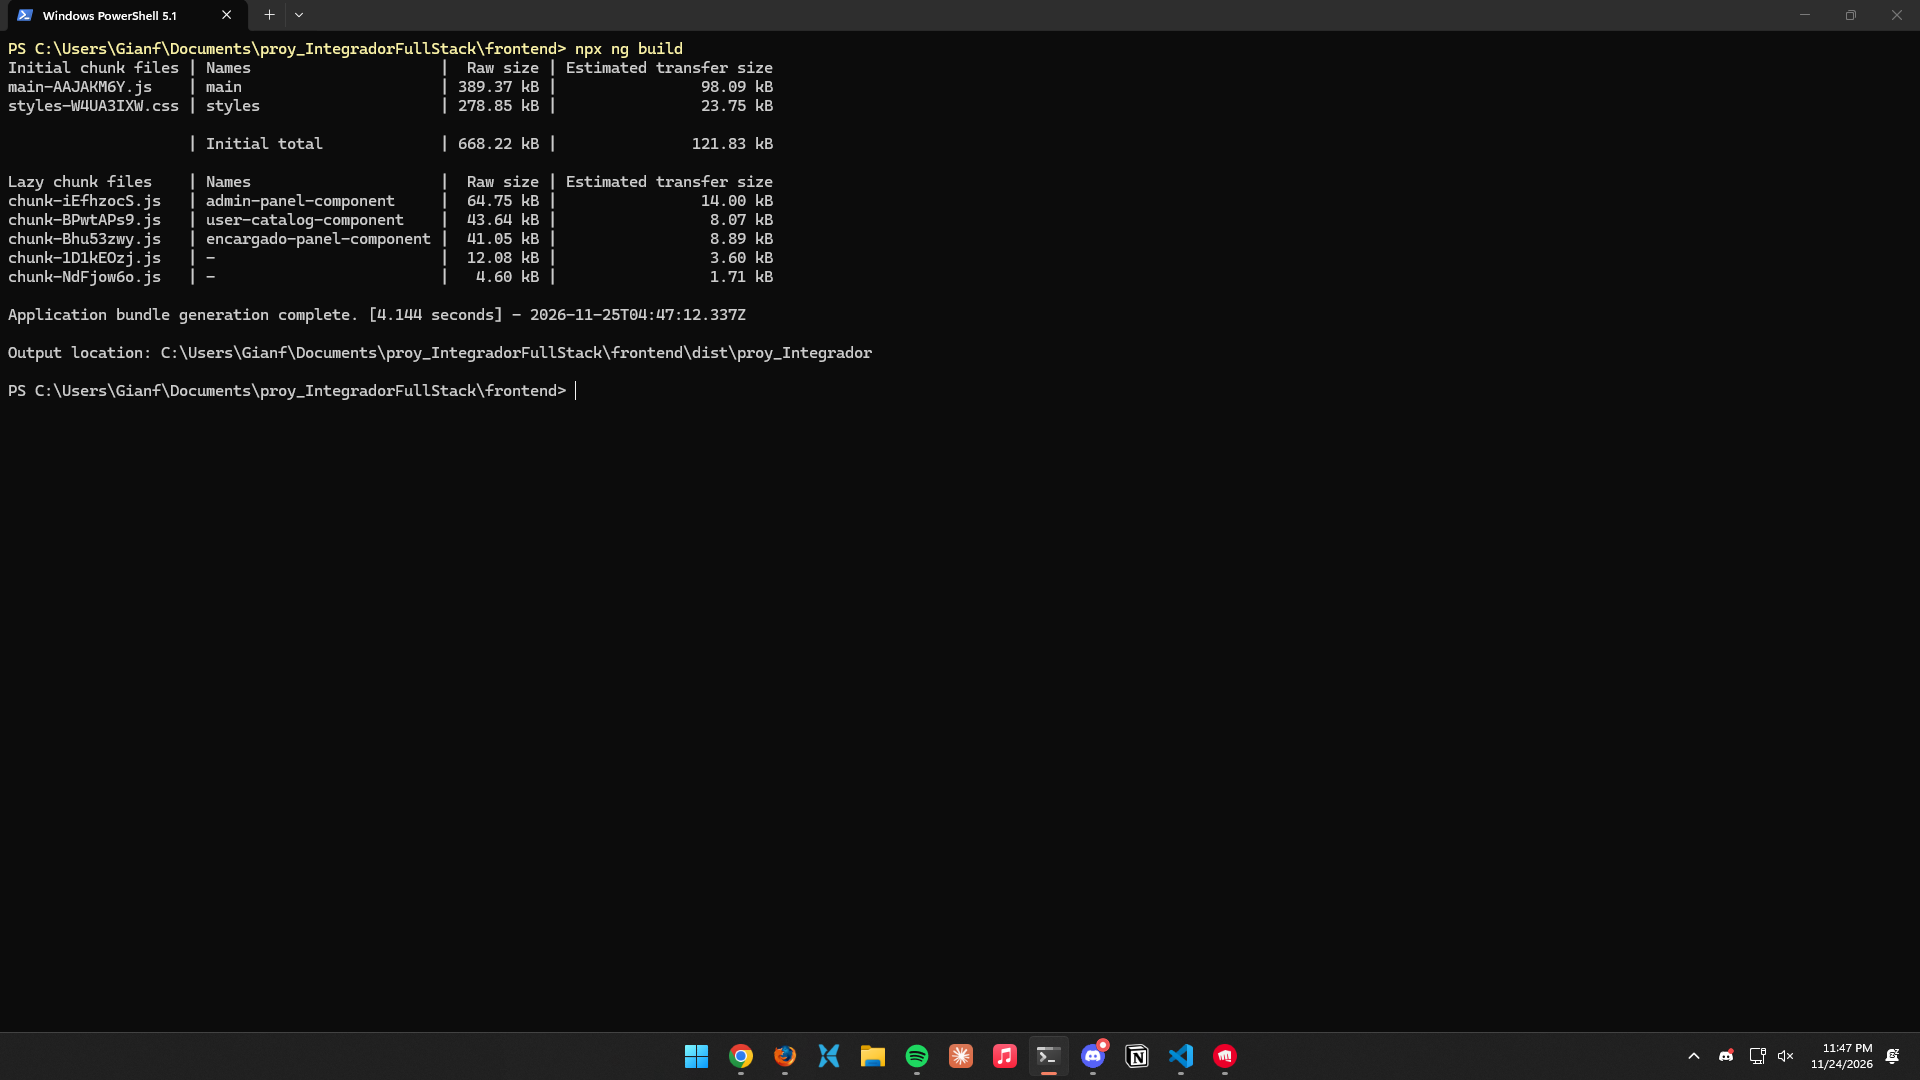 Windows PowerShell 5.1
PS C:\Users\Gianf\Documents\proy_IntegradorFullStack\frontend> npx ng build
Initial chunk files | Names | Raw size | Estimated transfer size
main-AAJAKM6Y.js | main | 389.37 kB | 98.09 kB
styles-W4UA3IXW.css | styles | 278.85 kB | 23.75 kB
| Initial total | 668.22 kB | 121.83 kB
Lazy chunk files | Names | Raw size | Estimated transfer size
chunk-iEfhzocS.js | admin-panel-component | 64.75 kB | 14.00 kB
chunk-BPwtAPs9.js | user-catalog-component | 43.64 kB | 8.07 kB
chunk-Bhu53zwy.js | encargado-panel-component | 41.05 kB | 8.89 kB
chunk-1D1kEOzj.js | - | 12.08 kB | 3.60 kB
chunk-NdFjow6o.js | - | 4.60 kB | 1.71 kB
Application bundle generation complete. [4.144 seconds] - 2026-11-25T04:47:12.337Z
Output location: C:\Users\Gianf\Documents\proy_IntegradorFullStack\frontend\dist\proy_Integrador
PS C:\Users\Gianf\Documents\proy_IntegradorFullStack\frontend>
11:47 PM
11/24/2026